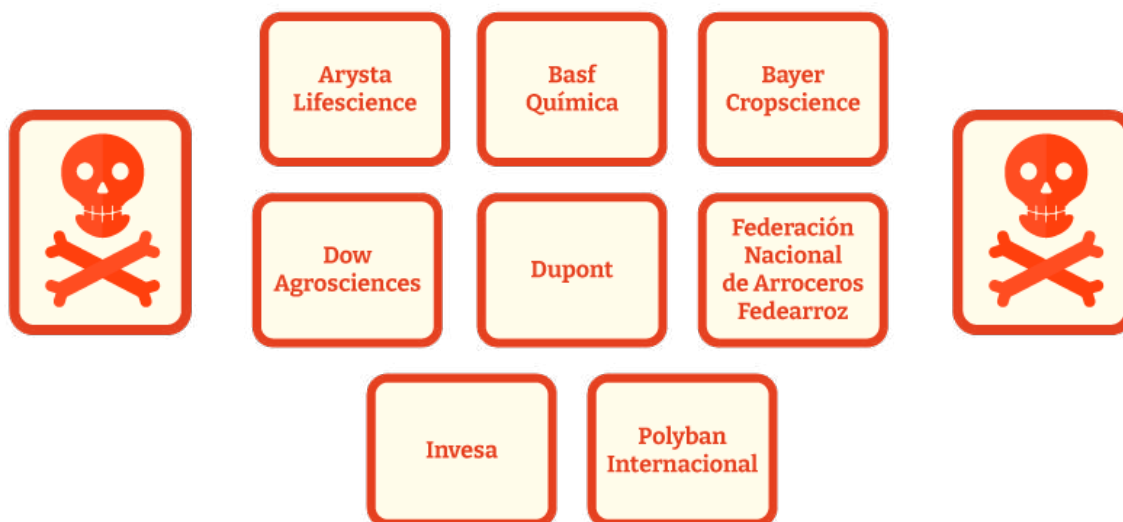 Arysta
Lifescience
Basf
Química
Bayer
Cropscience
Dow
Agrosciences
Dupont
Federación
Nacional
de Arroceros
Fedearroz
Invesa
Polyban
Internacional